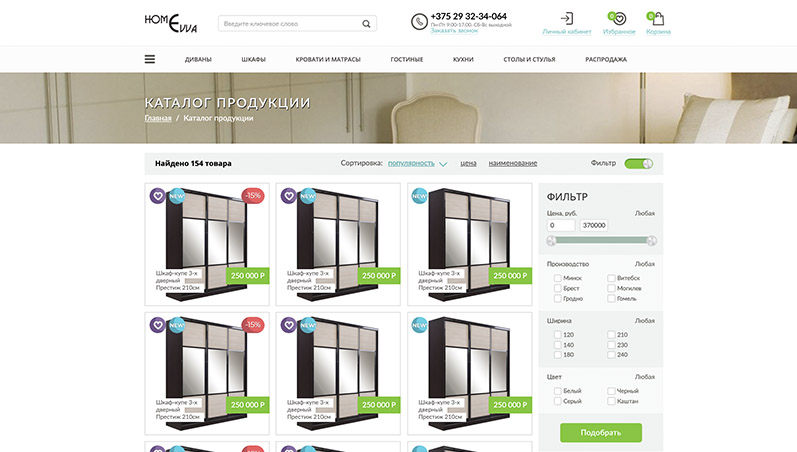 HOME EVVA
Введите ключевое слово
+375 29 32-34-064
Пн-Пт 9:00-17:00. Сб-Вс выходной
Заказать звонок
0
0
Личный кабинет
Избранное
Корзина
ДИВАНЫ
ШКАФЫ
КРОВАТИ И МАТРАСЫ
ГОСТИНЫЕ
КУХНИ
СТОЛЫ И СТУЛЬЯ
РАСПРОДАЖА
КАТАЛОГ ПРОДУКЦИИ
Главная / Каталог продукции
Найдено 154 товара
Сортировка: популярность цена наименование
Фильтр
NEW!
-15%
Шкаф-купе 3-х
дверный
Престиж 210см
250 000 Р
NEW!
Шкаф-купе 3-х
дверный
Престиж 210см
250 000 Р
NEW!
Шкаф-купе 3-х
дверный
Престиж 210см
250 000 Р
ФИЛЬТР
Цена, руб. Любая
0 370000
Производство Любая
Минск Витебск
Брест Могилев
Гродно Гомель
Ширина Любая
120 210
140 230
180 240
Цвет Любая
Белый Черный
Серый Каштан
Подобрать
NEW!
-15%
Шкаф-купе 3-х
дверный
Престиж 210см
250 000 Р
NEW!
Шкаф-купе 3-х
дверный
Престиж 210см
250 000 Р
NEW!
Шкаф-купе 3-х
дверный
Престиж 210см
250 000 Р